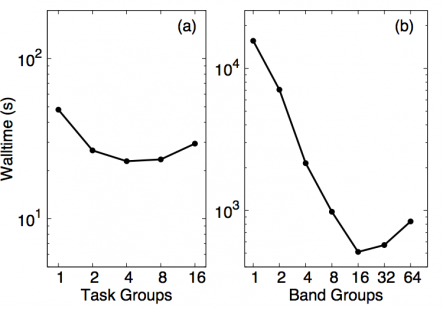 (a)
10²
10¹
Walltime (s)
1 2 4 8 16
Task Groups
(b)
10⁴
10³
1 2 4 8 16 32 64
Band Groups